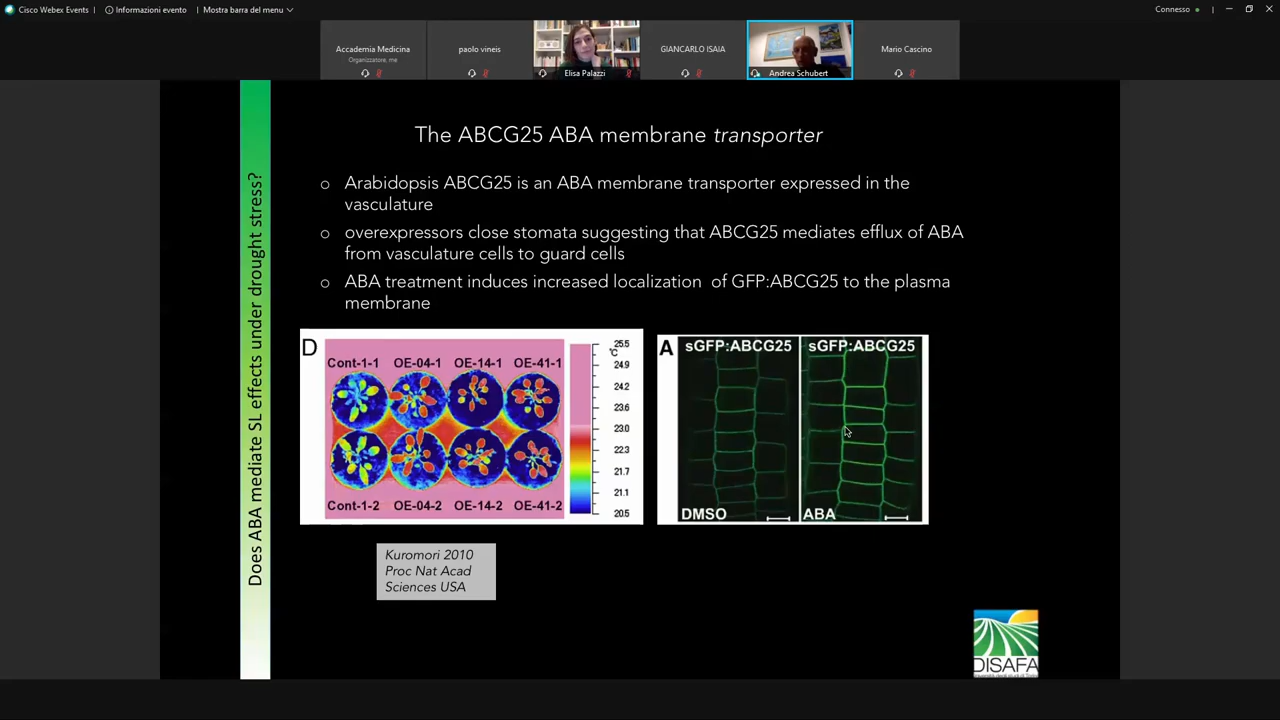 Cisco Webex Events
Informazioni evento
Mostra barra del menu
Connesso
Accademia Medicina
Organizzatore, me
paolo vineis
Elisa Palazzi
GIANCARLO ISAIA
Andrea Schubert
Mario Cascino
Does ABA mediate SL effects under drought stress?
The ABCG25 ABA membrane transporter
Arabidopsis ABCG25 is an ABA membrane transporter expressed in the
vasculature
overexpressors close stomata suggesting that ABCG25 mediates efflux of ABA
from vasculature cells to guard cells
ABA treatment induces increased localization of GFP:ABCG25 to the plasma
membrane
D
Cont-1-1 OE-04-1 OE-14-1 OE-41-1
Cont-1-2 OE-04-2 OE-14-2 OE-41-2
25.5
°C
24.9
24.2
23.6
23.0
22.3
21.7
21.1
20.5
A
sGFP:ABCG25 sGFP:ABCG25
DMSO ABA
Kuromori 2010
Proc Nat Acad
Sciences USA
DISAFA